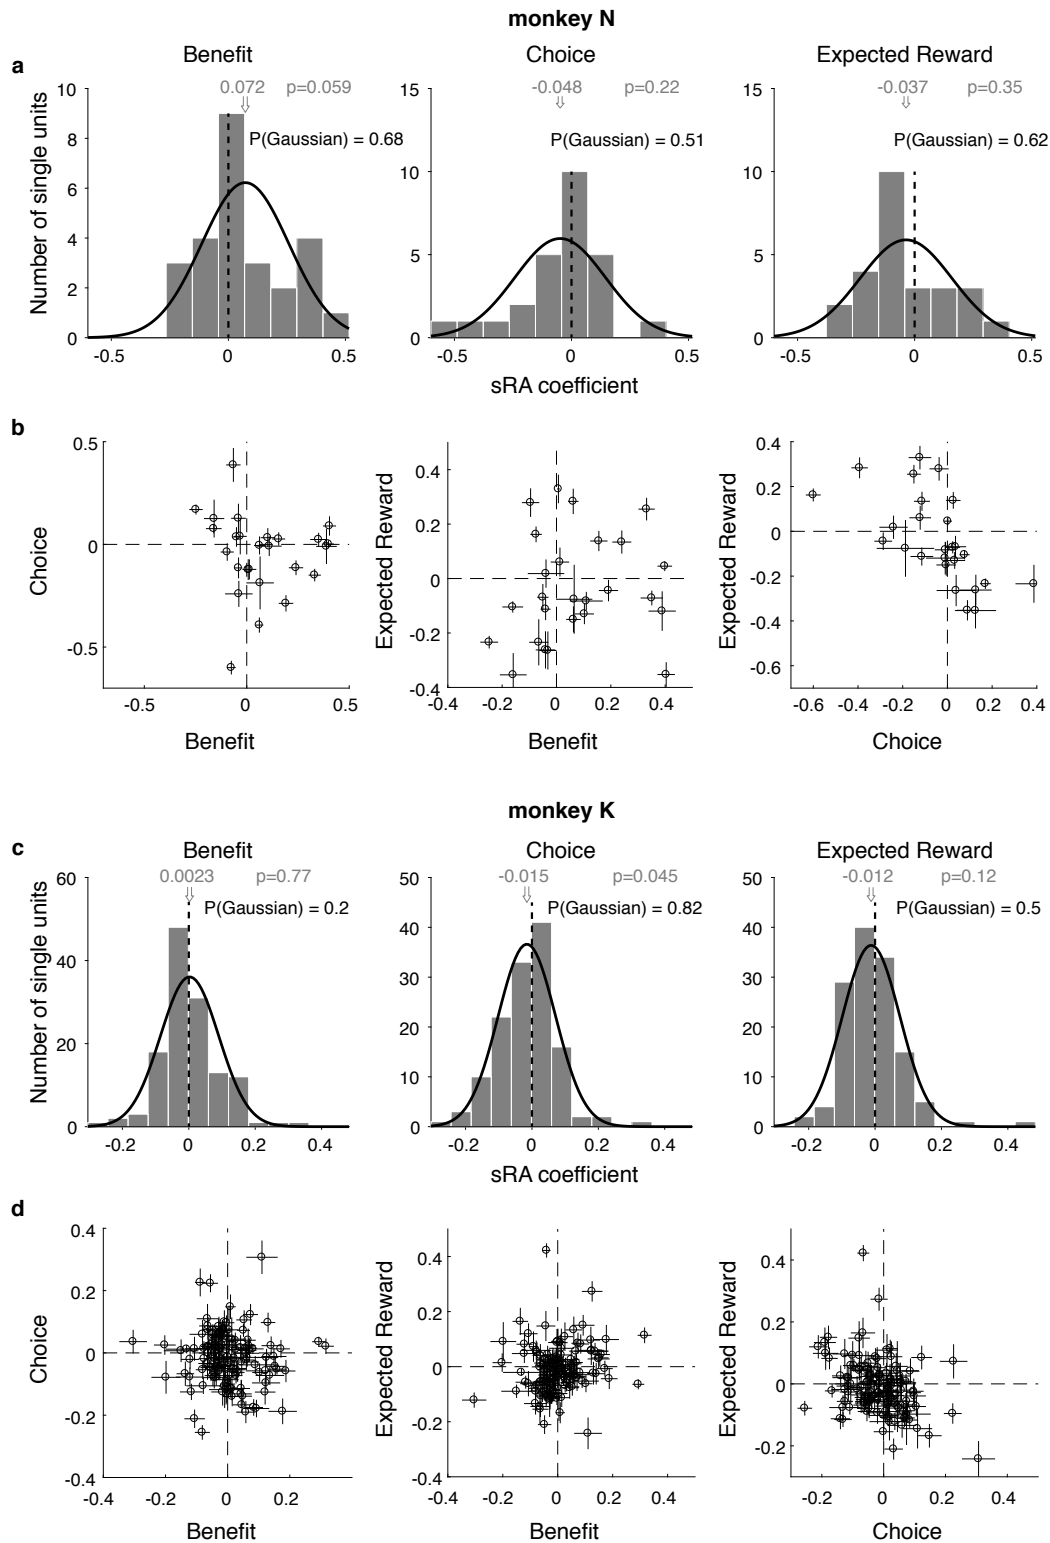 monkey N
a
Benefit
Choice
Expected Reward
0.072 p=0.059
-0.048 p=0.22
-0.037 p=0.35
P(Gaussian) = 0.68
P(Gaussian) = 0.51
P(Gaussian) = 0.62
Number of single units
10
8
6
4
2
0
15
10
5
0
15
10
5
0
-0.5 0 0.5
-0.5 0 0.5
-0.5 0 0.5
sRA coefficient
b
Choice
0.5
0
-0.5
-0.5 0 0.5
Benefit
Expected Reward
0.4
0.2
0
-0.2
-0.4
-0.4 -0.2 0 0.2 0.4
Benefit
Expected Reward
0.4
0.2
0
-0.2
-0.4
-0.6
-0.6 -0.4 -0.2 0 0.2 0.4
Choice
monkey K
c
Benefit
Choice
Expected Reward
0.0023 p=0.77
-0.015 p=0.045
-0.012 p=0.12
P(Gaussian) = 0.2
P(Gaussian) = 0.82
P(Gaussian) = 0.5
Number of single units
60
40
20
0
50
40
30
20
10
0
50
40
30
20
10
0
-0.2 0 0.2 0.4
-0.2 0 0.2 0.4
-0.2 0 0.2 0.4
sRA coefficient
d
Choice
0.4
0.2
0
-0.2
-0.4
-0.4 -0.2 0 0.2
Benefit
Expected Reward
0.4
0.2
0
-0.2
-0.4
-0.4 -0.2 0 0.2 0.4
Benefit
Expected Reward
0.4
0.2
0
-0.2
-0.2 0 0.2 0.4
Choice